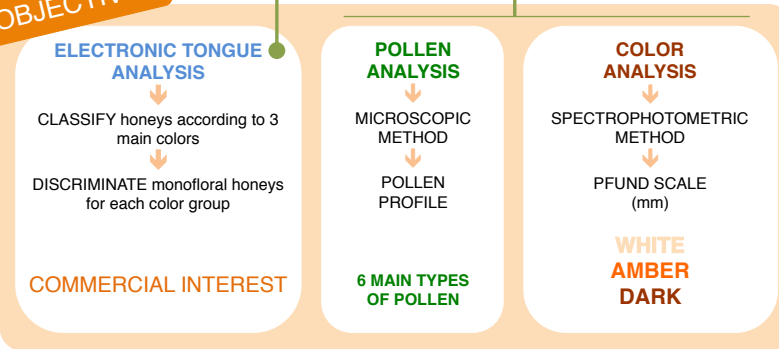 OBJECTIV
ELECTRONIC TONGUE
ANALYSIS
CLASSIFY honeys according to 3
main colors
DISCRIMINATE monofloral honeys
for each color group
COMMERCIAL INTEREST
POLLEN
ANALYSIS
MICROSCOPIC
METHOD
POLLEN
PROFILE
6 MAIN TYPES
OF POLLEN
COLOR
ANALYSIS
SPECTROPHOTOMETRIC
METHOD
PFUND SCALE
(mm)
WHITE
AMBER
DARK